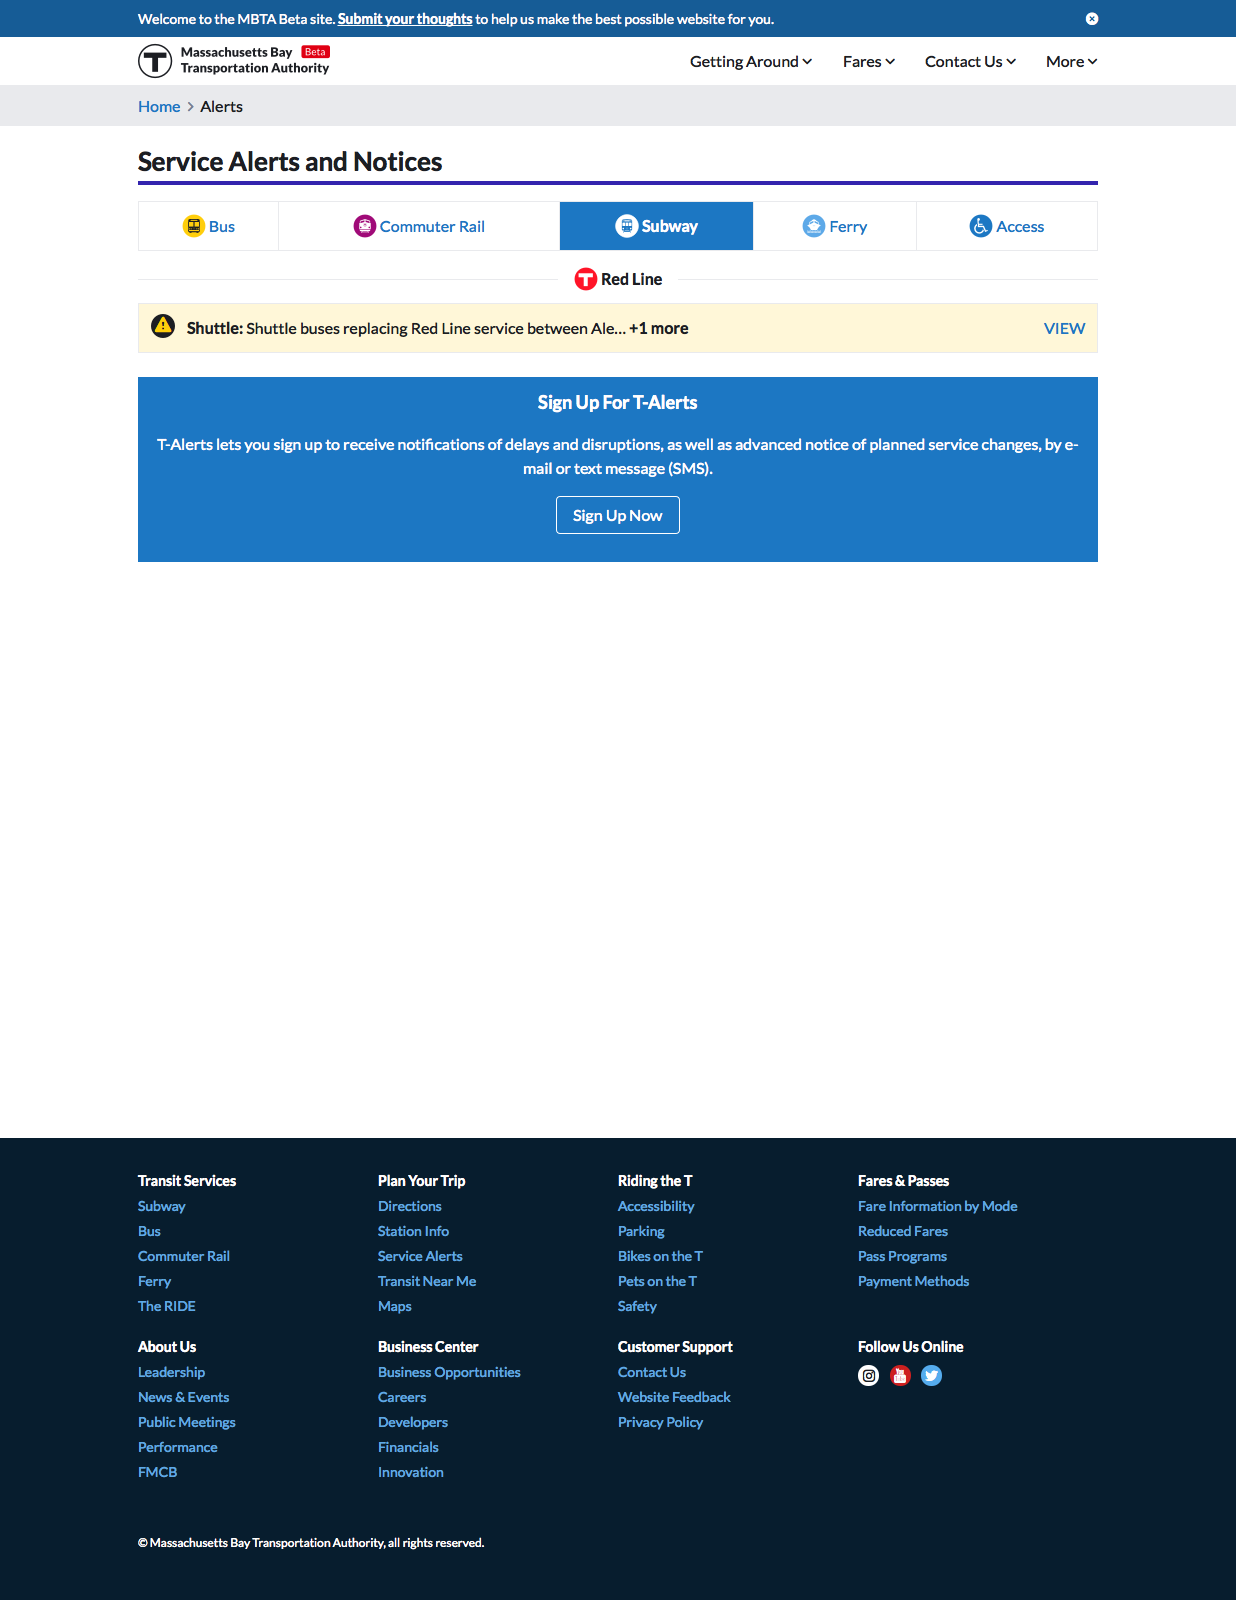 Welcome to the MBTA Beta site. Submit your thoughts to help us make the best possible website for you.
Massachusetts Bay Beta
Transportation Authority
Getting Around Fares Contact Us More
Home > Alerts
Service Alerts and Notices
Bus Commuter Rail Subway Ferry Access
T Red Line
Shuttle: Shuttle buses replacing Red Line service between Ale... +1 more VIEW
Sign Up For T-Alerts
T-Alerts lets you sign up to receive notifications of delays and disruptions, as well as advanced notice of planned service changes, by e-
mail or text message (SMS).
Sign Up Now
Transit Services
Subway
Bus
Commuter Rail
Ferry
The RIDE
Plan Your Trip
Directions
Station Info
Service Alerts
Transit Near Me
Maps
Riding the T
Accessibility
Parking
Bikes on the T
Pets on the T
Safety
Fares & Passes
Fare Information by Mode
Reduced Fares
Pass Programs
Payment Methods
About Us
Leadership
News & Events
Public Meetings
Performance
FMCB
Business Center
Business Opportunities
Careers
Developers
Financials
Innovation
Customer Support
Contact Us
Website Feedback
Privacy Policy
Follow Us Online
© Massachusetts Bay Transportation Authority, all rights reserved.